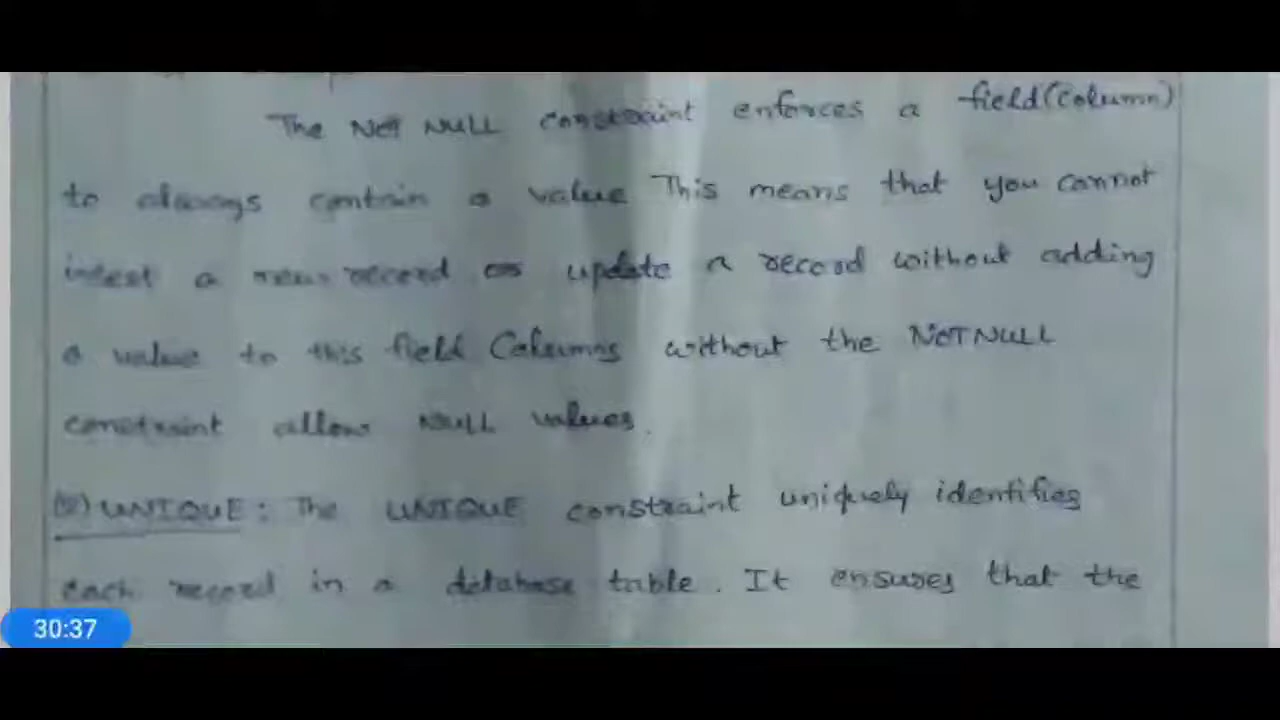 The NOT NULL constraint enforces a field(column)
to always contain a value This means that you cannot
insert a new record or update a record without adding
a value to this field Columns without the NOT NULL
constraint allow NULL values.
(2) UNIQUE: The UNIQUE constraint uniquely identifies
each record in a database table. It ensures that the
30:37